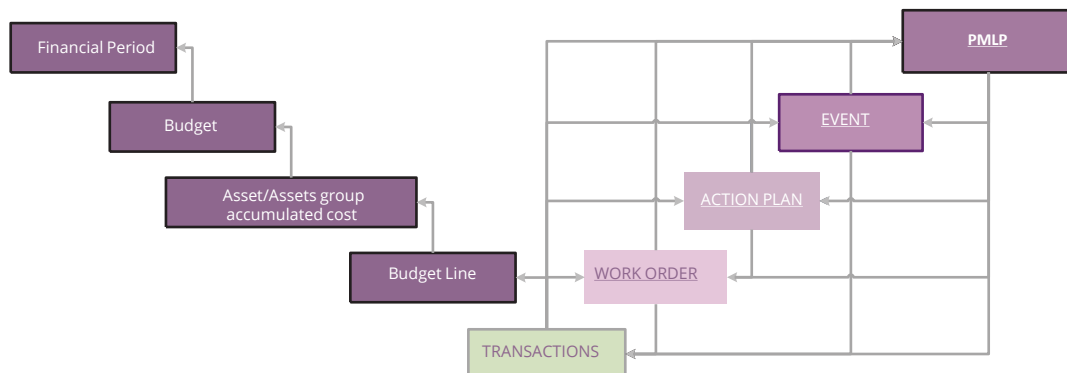 Financial Period
PMLP
Budget
EVENT
Asset/Assets group
accumulated cost
ACTION PLAN
Budget Line
WORK ORDER
TRANSACTIONS